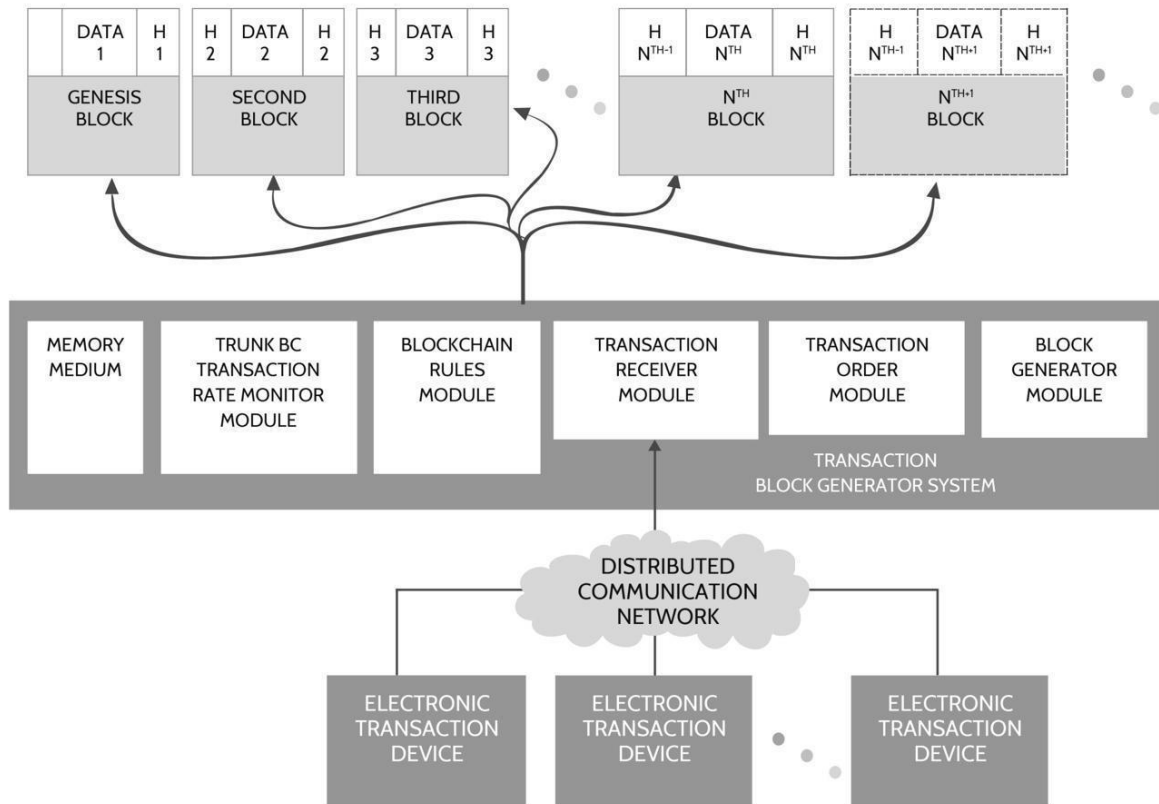 DATA
1
H
1
GENESIS
BLOCK
H
2
DATA
2
H
2
SECOND
BLOCK
H
3
DATA
3
H
3
THIRD
BLOCK
H
Nᵀᴴ⁻¹
DATA
Nᵀᴴ
H
Nᵀᴴ
Nᵀᴴ
BLOCK
H
Nᵀᴴ⁻¹
DATA
Nᵀᴴ⁺¹
H
Nᵀᴴ⁺¹
Nᵀᴴ⁺¹
BLOCK
MEMORY
MEDIUM
TRUNK BC
TRANSACTION
RATE MONITOR
MODULE
BLOCKCHAIN
RULES
MODULE
TRANSACTION
RECEIVER
MODULE
TRANSACTION
ORDER
MODULE
BLOCK
GENERATOR
MODULE
TRANSACTION
BLOCK GENERATOR SYSTEM
DISTRIBUTED
COMMUNICATION
NETWORK
ELECTRONIC
TRANSACTION
DEVICE
ELECTRONIC
TRANSACTION
DEVICE
ELECTRONIC
TRANSACTION
DEVICE